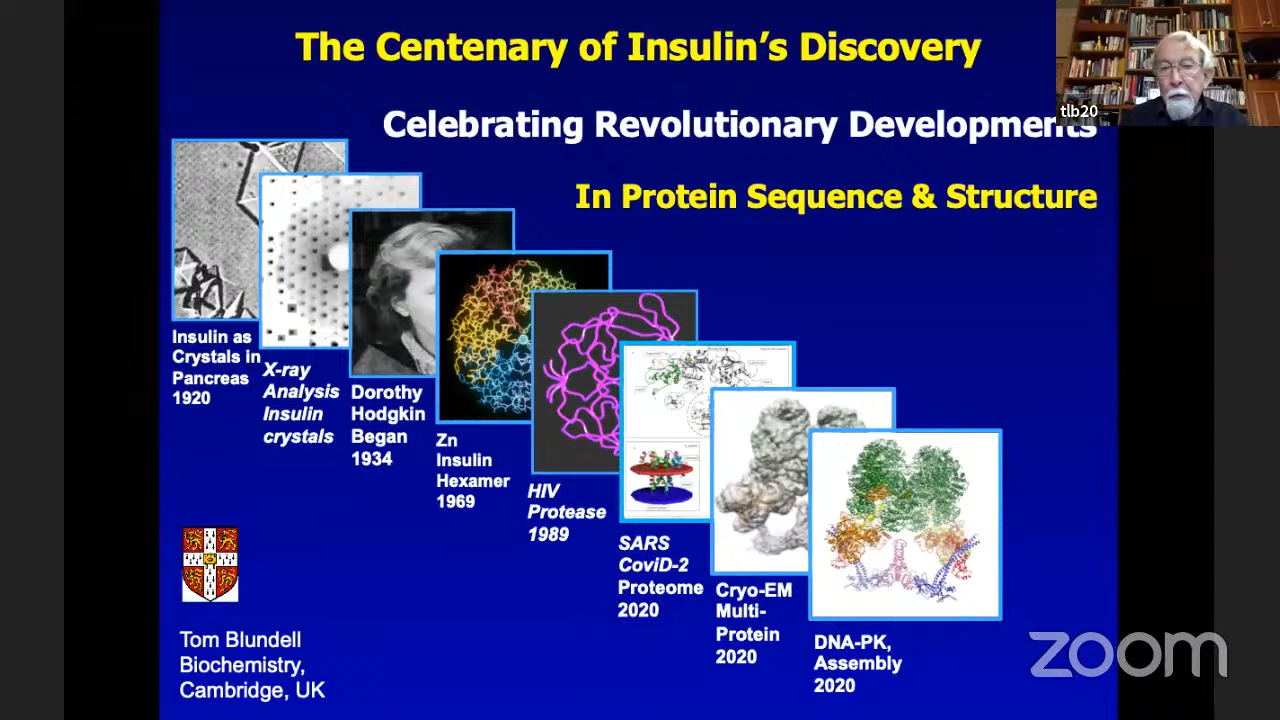 The Centenary of Insulin's Discovery
tlb20
Celebrating Revolutionary Developments
In Protein Sequence & Structure
Insulin as
Crystals in
Pancreas
1920
X-ray
Analysis
Insulin
crystals
Dorothy
Hodgkin
Began
1934
Zn
Insulin
Hexamer
1969
HIV
Protease
1989
SARS
CoviD-2
Proteome
2020
Cryo-EM
Multi-
Protein
2020
DNA-PK,
Assembly
2020
Tom Blundell
Biochemistry,
Cambridge, UK
zoom